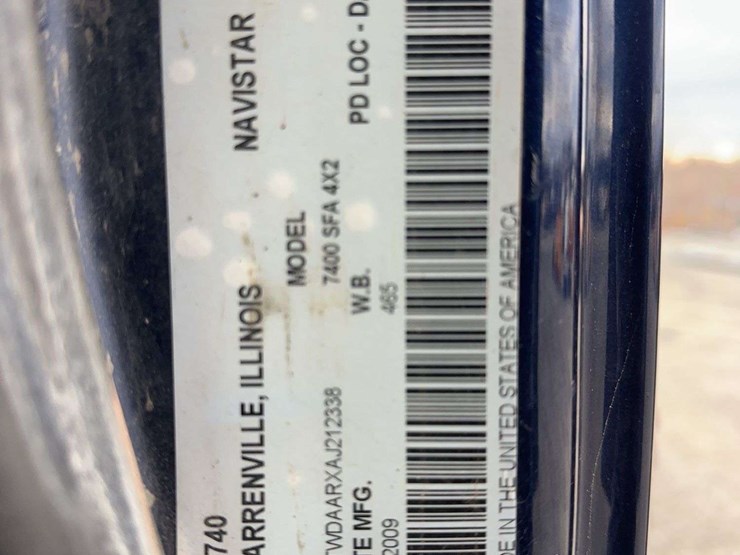 740
ARRENVILLE, ILLINOIS NAVISTAR
MODEL
WDAARXAJ212338 7400 SFA 4X2
TE MFG. W.B. PD LOC - D
2009 465
DE IN THE UNITED STATES OF AMERICA